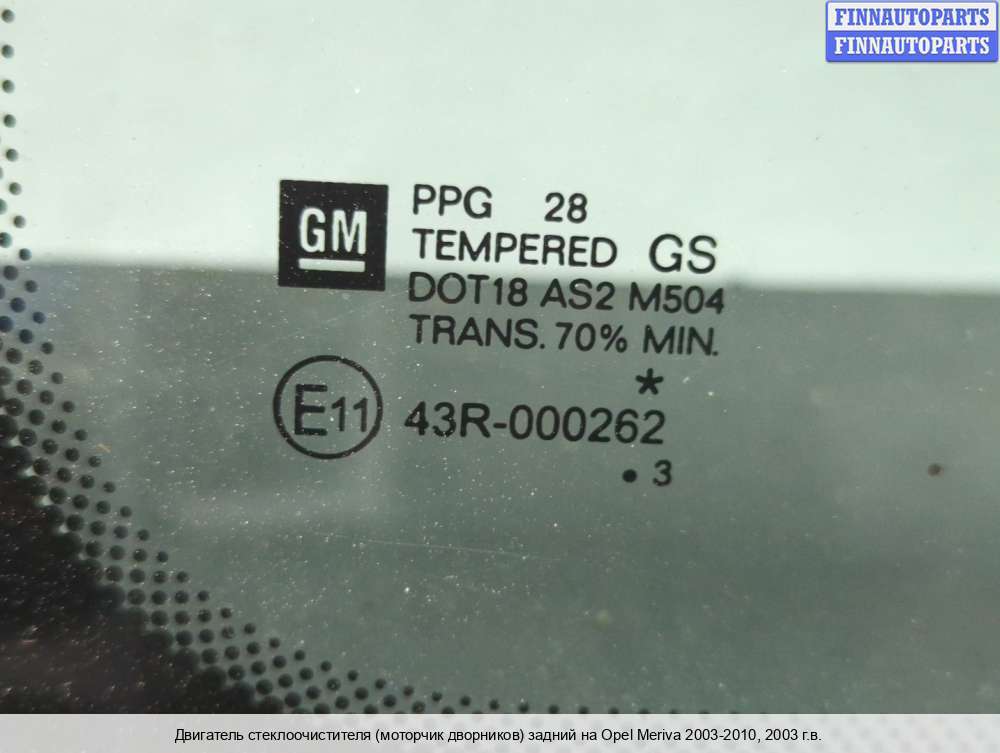 FINNAUTOPARTS
FINNAUTOPARTS
GM
PPG 28
TEMPERED GS
DOT18 AS2 M504
TRANS. 70% MIN.
*
E11 43R-000262
. 3
Двигатель стеклоочистителя (моторчик дворников) задний на Opel Meriva 2003-2010, 2003 г.в.